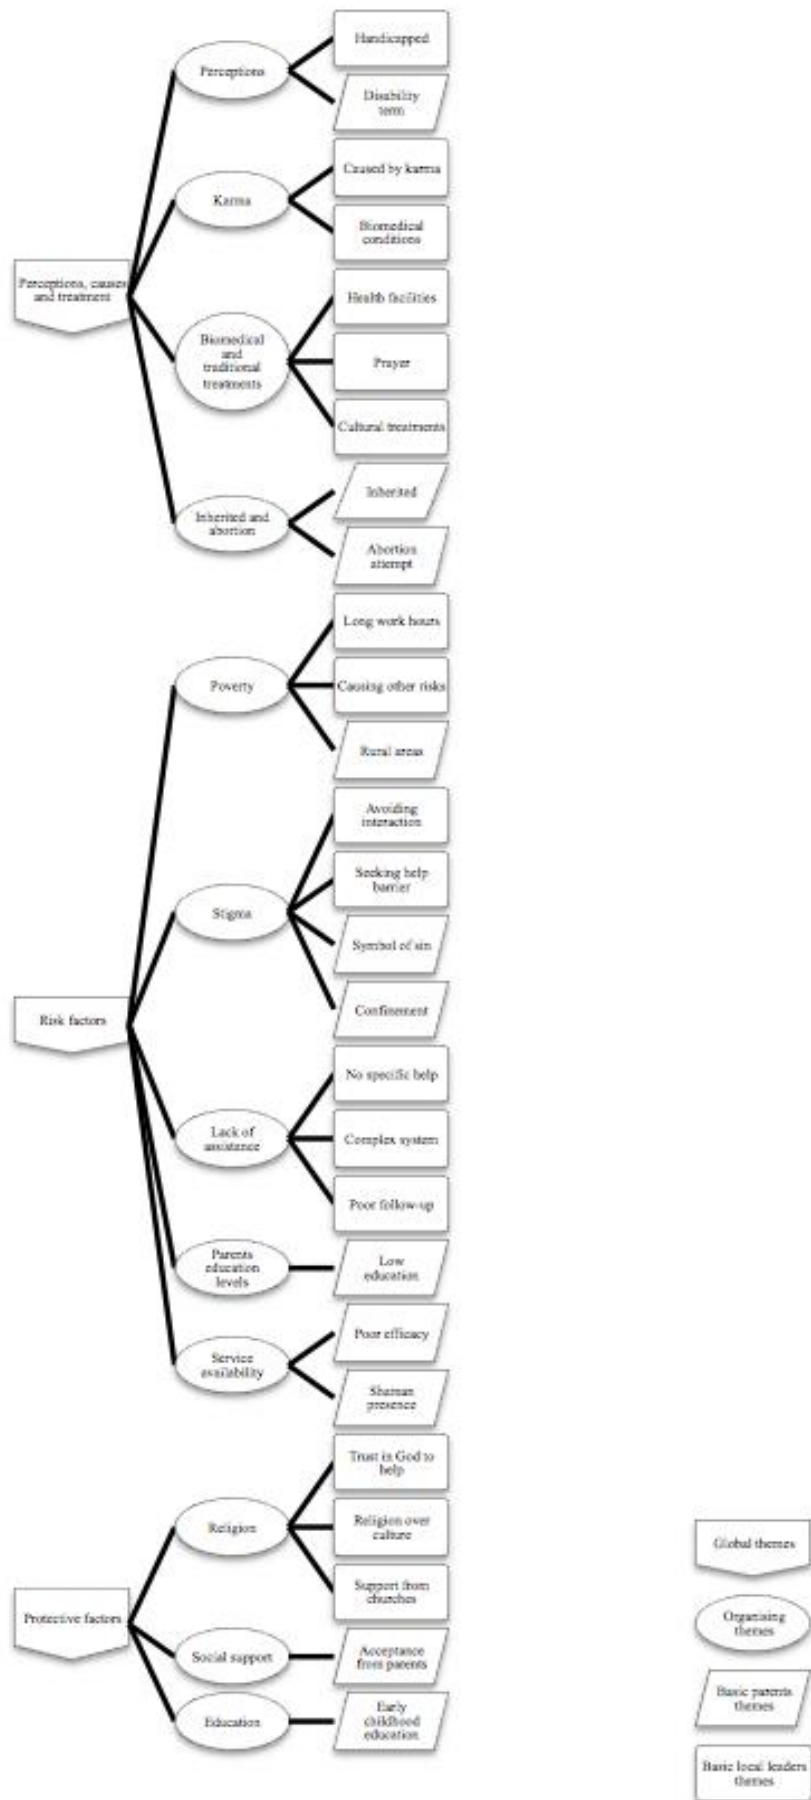 Handicapped
Perceptions
Disability
term
Caused by karma
Karma
Biomedical
conditions
Perceptions, causes
and treatment
Health facilities
Biomedical
and
traditional
treatments
Prayer
Cultural treatments
Inherited
Inherited and
abortion
Abortion
attempt
Long work hours
Poverty
Causing other risks
Rural areas
Avoiding
interaction
Seeking help
barrier
Stigma
Symbol of sin
Confinement
Risk factors
No specific help
Lack of
assistance
Complex system
Poor follow-up
Parents
education
levels
Low
education
Poor efficacy
Service
availability
Shaman
presence
Trust in God to
help
Religion
Religion over
culture
Support from
churches
Protective factors
Social support
Acceptance
from parents
Education
Early
childhood
education
Global themes
Organising
themes
Basic parents
themes
Basic local leaders
themes